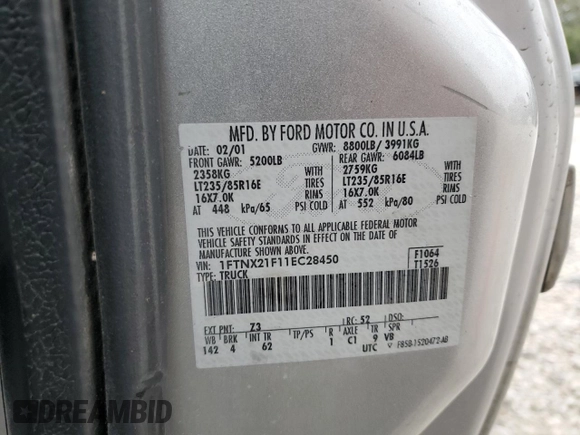 MFD. BY FORD MOTOR CO. IN U.S.A.
DATE: 02/01 GVWR: 8800LB/ 3991KG
FRONT GAWR: 5200LB REAR GAWR: 6084LB
2358KG WITH 2759KG WITH
LT235/85R16E TIRES LT235/85R16E TIRES
16X7.0K RIMS 16X7.0K RIMS
AT 448 kPa/65 PSI COLD AT 552 kPa/80 PSI COLD
THIS VEHICLE CONFORMS TO ALL APPLICABLE FEDERAL MOTOR
VEHICLE SAFETY STANDARDS IN EFFECT ON THE DATE OF
MANUFACTURE SHOWN ABOVE.
VIN: 1FTNX21F11EC28450 F1064
TYPE: TRUCK T1526
EXT PNT: Z3 RC: 52 DSO:
WB BRK INT TR TP/PS R AXLE TR SPR
142 4 62 1 C1 9 VB
UTC F85B-1520472-AB
DREAMBID